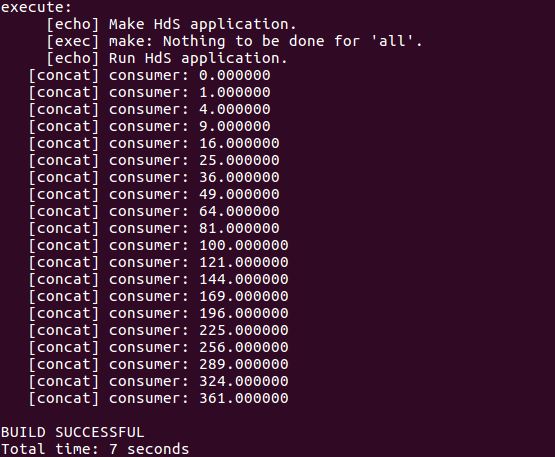 execute:
[echo] Make HdS application.
[exec] make: Nothing to be done for 'all'.
[echo] Run HdS application.
[concat] consumer: 0.000000
[concat] consumer: 1.000000
[concat] consumer: 4.000000
[concat] consumer: 9.000000
[concat] consumer: 16.000000
[concat] consumer: 25.000000
[concat] consumer: 36.000000
[concat] consumer: 49.000000
[concat] consumer: 64.000000
[concat] consumer: 81.000000
[concat] consumer: 100.000000
[concat] consumer: 121.000000
[concat] consumer: 144.000000
[concat] consumer: 169.000000
[concat] consumer: 196.000000
[concat] consumer: 225.000000
[concat] consumer: 256.000000
[concat] consumer: 289.000000
[concat] consumer: 324.000000
[concat] consumer: 361.000000
BUILD SUCCESSFUL
Total time: 7 seconds